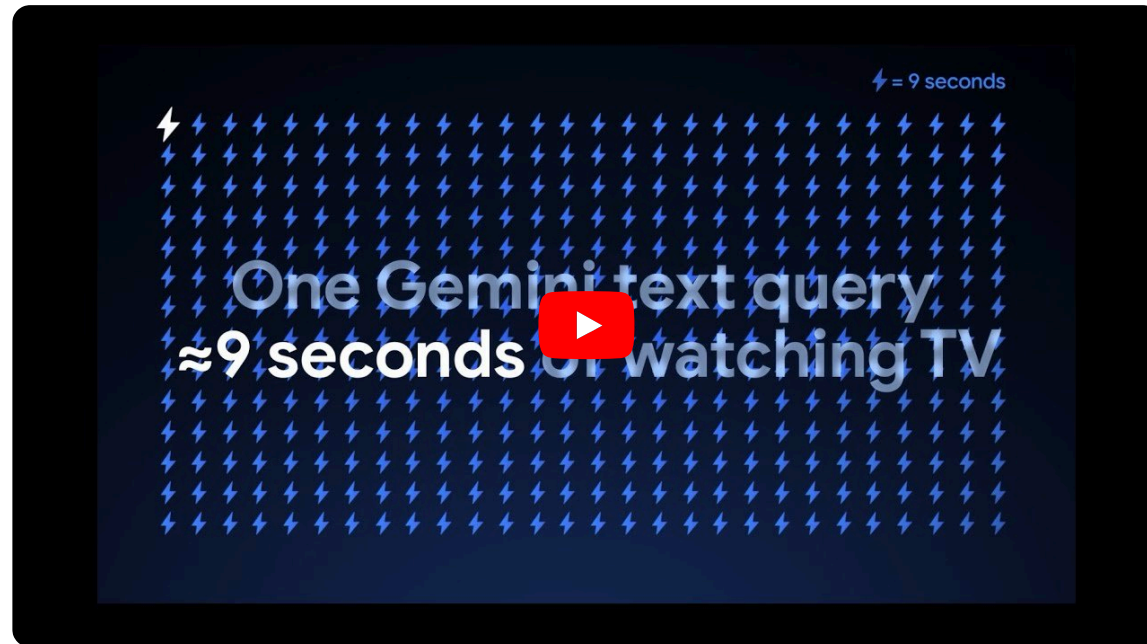 = 9 seconds
One Gemini text query
≈9 seconds of watching TV